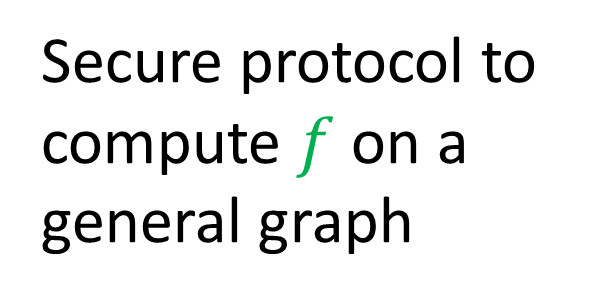 Secure protocol to
compute f on a
general graph